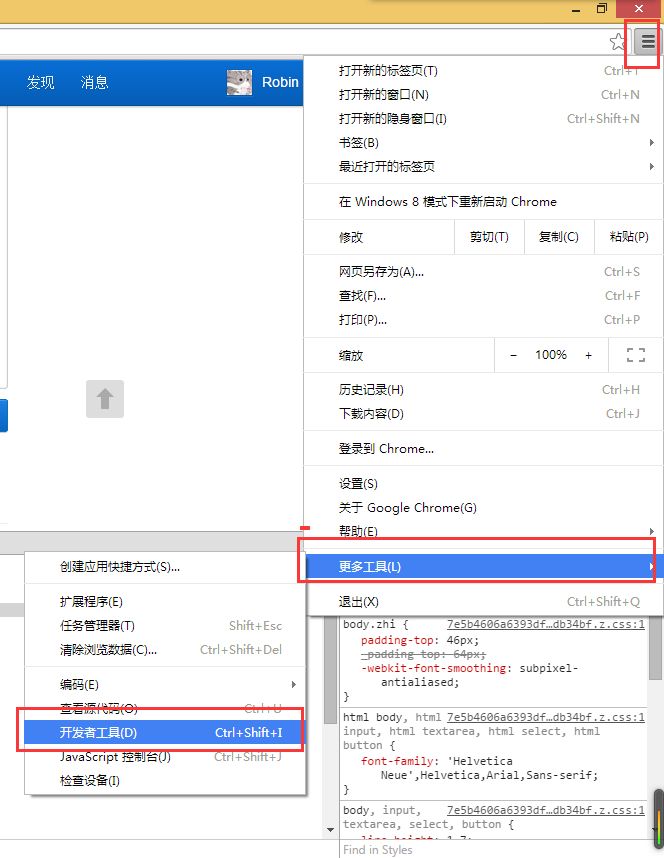 发现 消息 Robin
打开新的标签页(T) Ctrl+T
打开新的窗口(N) Ctrl+N
打开新的隐身窗口(I) Ctrl+Shift+N
书签(B)
最近打开的标签页
在 Windows 8 模式下重新启动 Chrome
修改 剪切(T) 复制(C) 粘贴(P)
网页另存为(A)... Ctrl+S
查找(F)... Ctrl+F
打印(P)... Ctrl+P
缩放 − 100% +
历史记录(H) Ctrl+H
下载内容(D) Ctrl+J
登录到 Chrome...
设置(S)
关于 Google Chrome(G)
帮助(E)
更多工具(L)
退出(X) Ctrl+Shift+Q
创建应用快捷方式(S)...
扩展程序(E)
任务管理器(T) Shift+Esc
清除浏览数据(C)... Ctrl+Shift+Del
编码(E)
查看源代码(O) Ctrl+U
开发者工具(D) Ctrl+Shift+I
JavaScript 控制台(J) Ctrl+Shift+J
检查设备(I)
body.zhi { 7e5b4606a6393df…db34bf.z.css:1
padding-top: 46px;
_padding-top: 64px;
-webkit-font-smoothing: subpixel-
antialiased;
}
html body, html 7e5b4606a6393df…db34bf.z.css:1
input, html textarea, html select, html
button {
font-family: 'Helvetica
Neue',Helvetica,Arial,Sans-serif;
}
body, input, 7e5b4606a6393df…db34bf.z.css:1
textarea, select, button {
line-height: 1.7;
Find in Styles